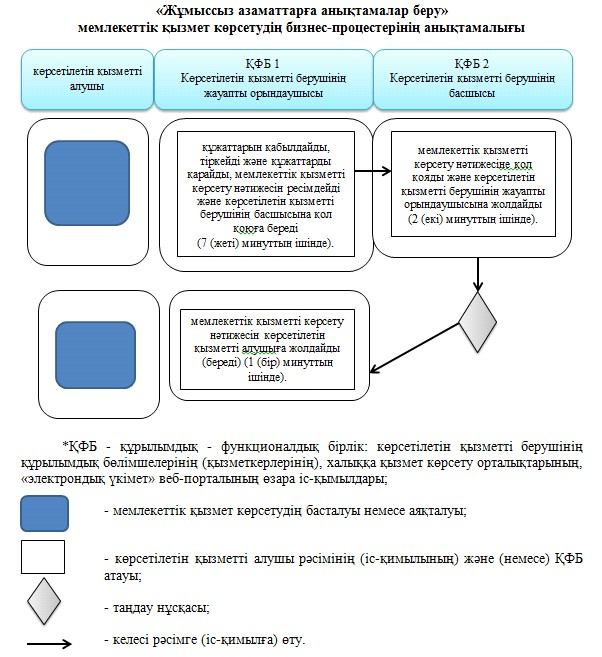 «Жұмыссыз азаматтарға анықтамалар беру»
мемлекеттік қызмет көрсетудің бизнес-процестерінің анықтамалығы
көрсетілетін қызметті
алушы
ҚФБ 1
Көрсетілетін қызметті берушінің
жауапты орындаушысы
ҚФБ 2
Көрсетілетін қызметті берушінің
басшысы
құжаттарын қабылдайды,
тіркейді және құжаттарды
қарайды, мемлекеттік қызметті
көрсету нәтижесін ресімдейді
және көрсетілетін қызметті
берушінің басшысына қол
қоюға береді
(7 (жеті) минуттың ішінде).
мемлекеттік қызметті
көрсету нәтижесіне қол
қояды және көрсетілетін
қызметті берушінің жауапты
орындаушысына жолдайды
(2 (екі) минуттың ішінде).
мемлекеттік қызметті көрсету
нәтижесін көрсетілетін
қызметті алушыға жолдайды
(береді) (1 (бір) минуттың
ішінде).
*ҚФБ - құрылымдық - функционалдық бірлік: көрсетілетін қызметті берушінің
құрылымдық бөлімшелерінің (қызметкерлерінің), халыққа қызмет көрсету орталықтарының,
«электрондық үкімет» веб-порталының өзара іс-қимылдары;
- мемлекеттік қызмет көрсетудің басталуы немесе аяқталуы;
- көрсетілетін қызметті алушы рәсімінің (іс-қимылының) және (немесе) ҚФБ
атауы;
- таңдау нұсқасы;
- келесі рәсімге (іс-қимылға) өту.